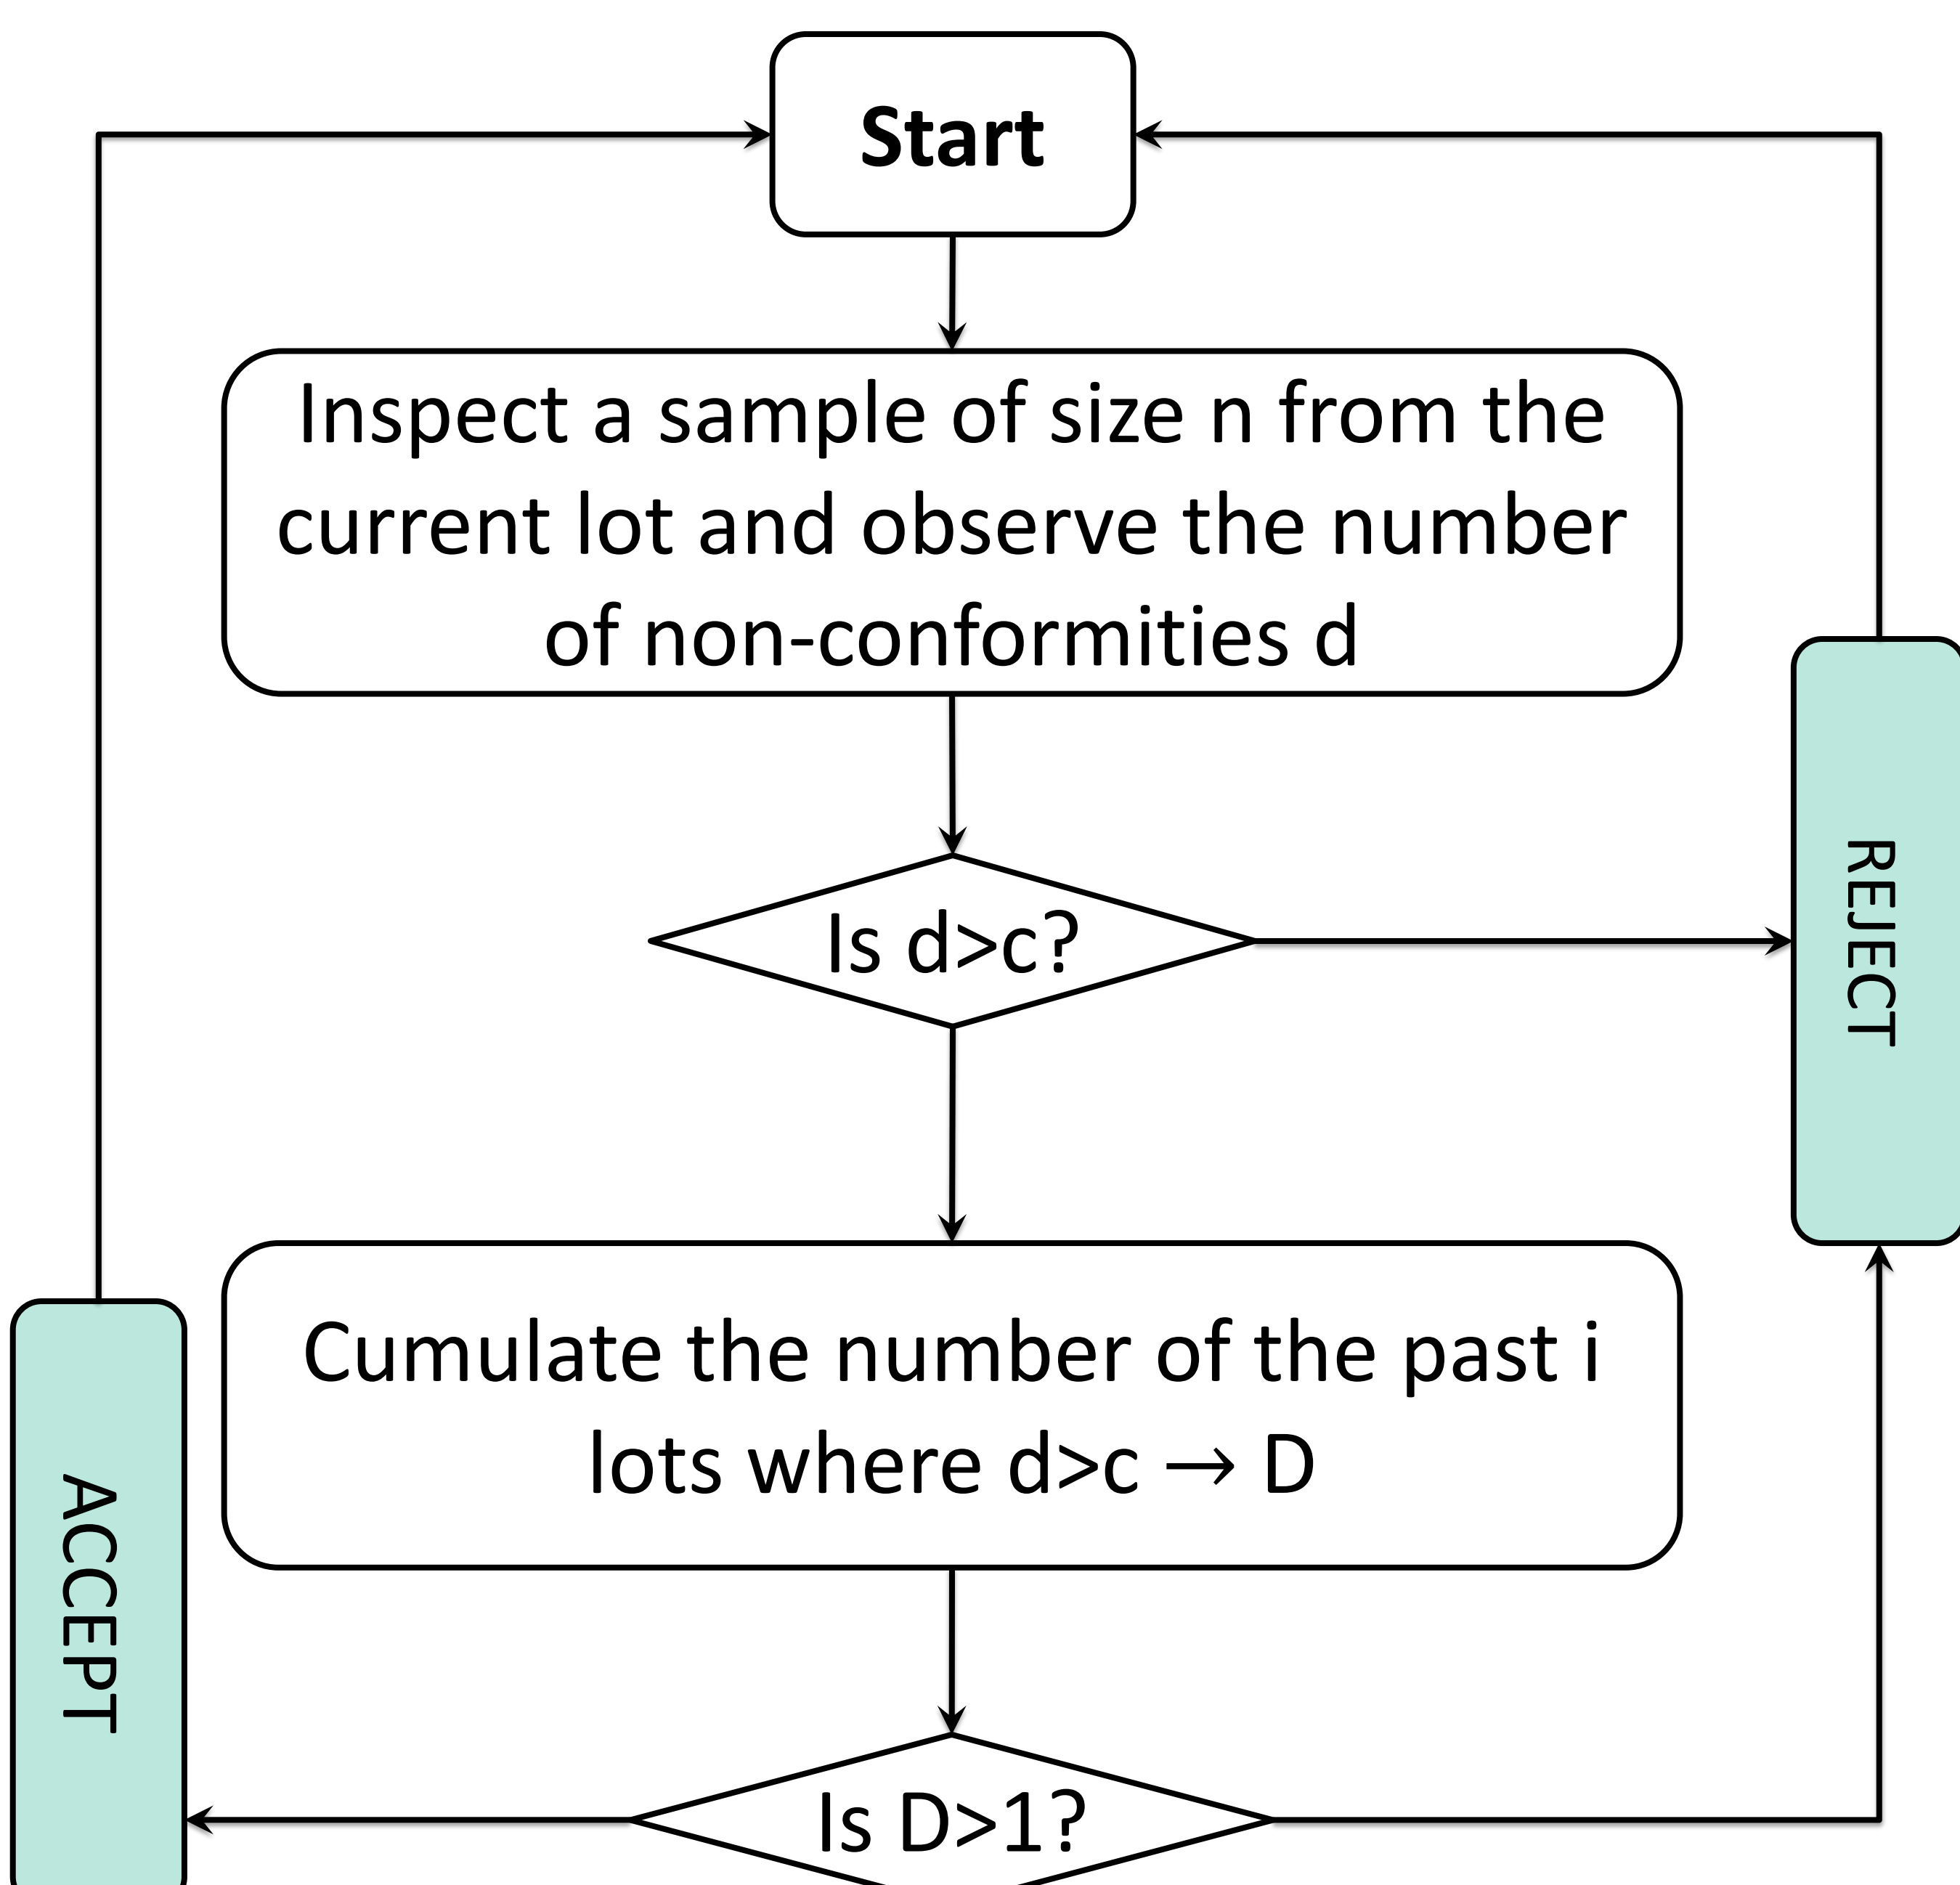 Start
Inspect a sample of size n from the
current lot and observe the number
of non-conformities d
Is d>c?
REJECT
Cumulate the number of the past i
lots where d>c → D
ACCEPT
Is D>1?